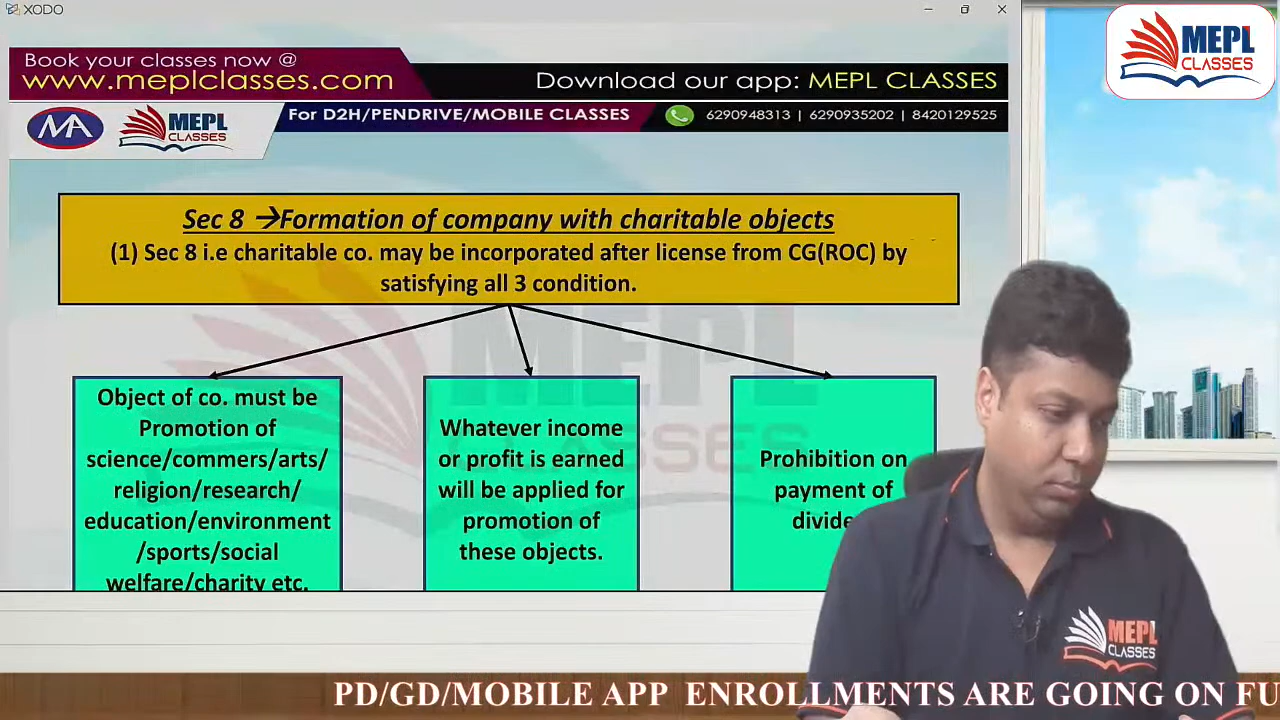 XODO
Book your classes now @
www.meplclasses.com
Download our app: MEPL CLASSES
MEPL
CLASSES
MA
MEPL
CLASSES
For D2H/PENDRIVE/MOBILE CLASSES
6290948313 | 6290935202 | 8420129525
Sec 8 →Formation of company with charitable objects
(1) Sec 8 i.e charitable co. may be incorporated after license from CG(ROC) by
satisfying all 3 condition.
Object of co. must be
Promotion of
science/commers/arts/
religion/research/
education/environment
/sports/social
welfare/charity etc.
Whatever income
or profit is earned
will be applied for
promotion of
these objects.
Prohibition on
payment of
divide
MEPL
CLASSES
MEPL
CLASSES
PD/GD/MOBILE APP ENROLLMENTS ARE GOING ON FU